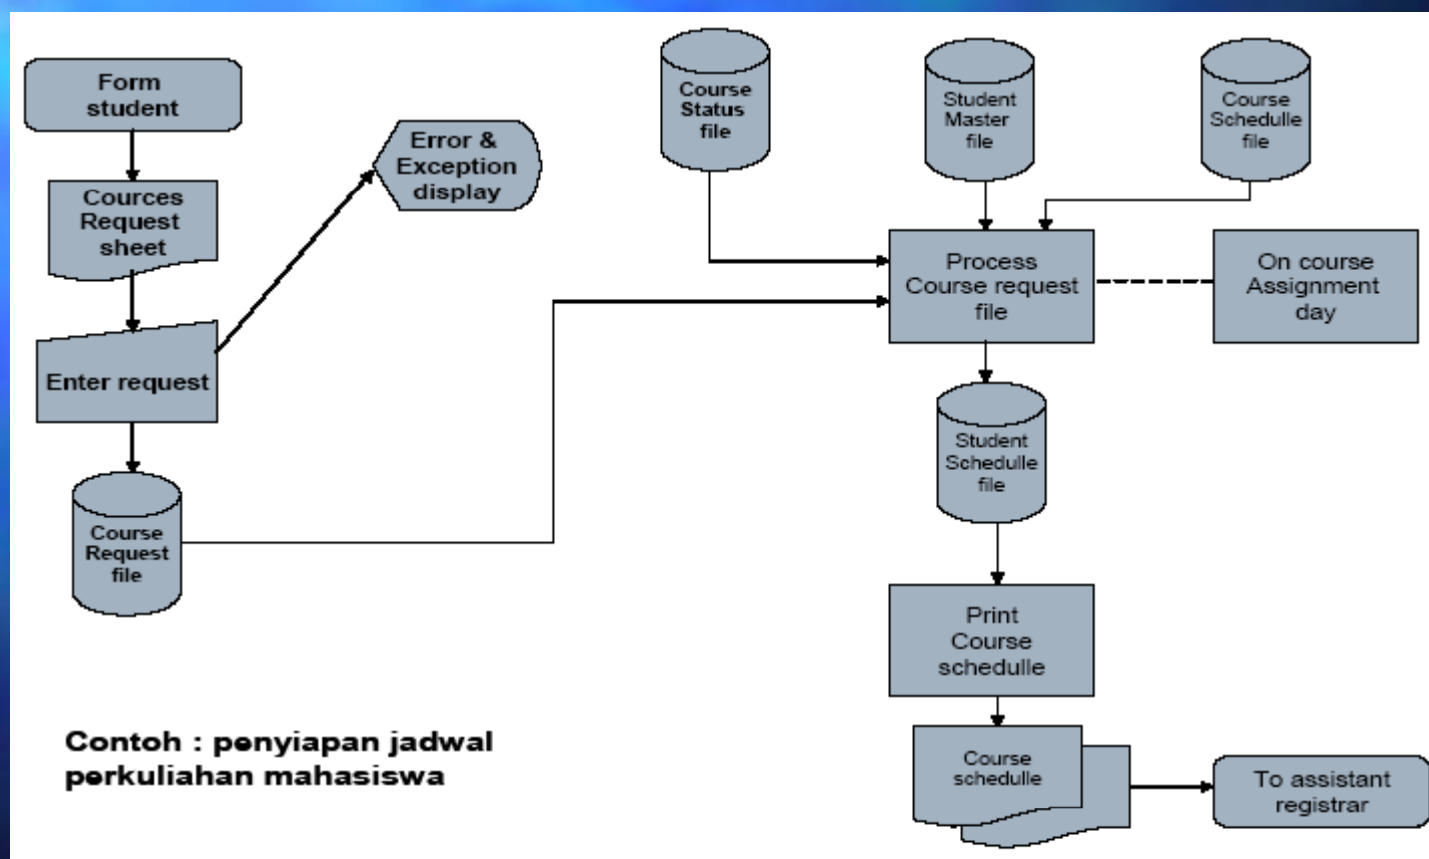 Form
student
Cources
Request
sheet
Enter request
Course
Request
file
Error &
Exception
display
Course
Status
file
Student
Master
file
Course
Schedulle
file
Process
Course request
file
On course
Assignment
day
Student
Schedulle
file
Print
Course
schedulle
Course
schedulle
To assistant
registrar
Contoh : penyiapan jadwal
perkuliahan mahasiswa